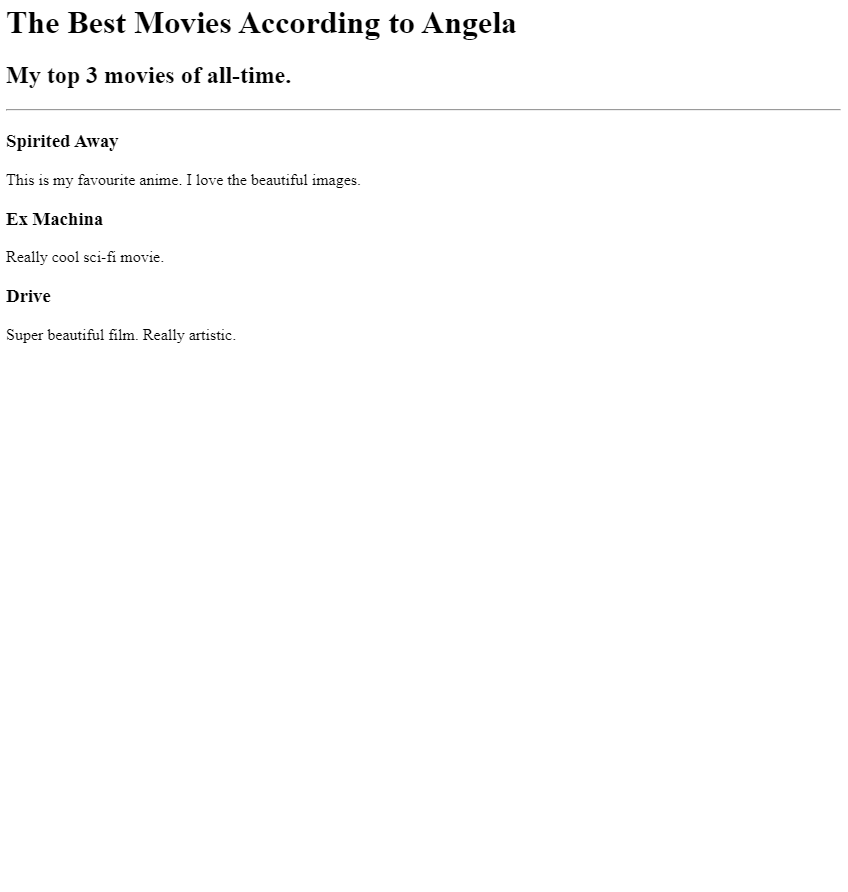 The Best Movies According to Angela
My top 3 movies of all-time.
Spirited Away
This is my favourite anime. I love the beautiful images.
Ex Machina
Really cool sci-fi movie.
Drive
Super beautiful film. Really artistic.